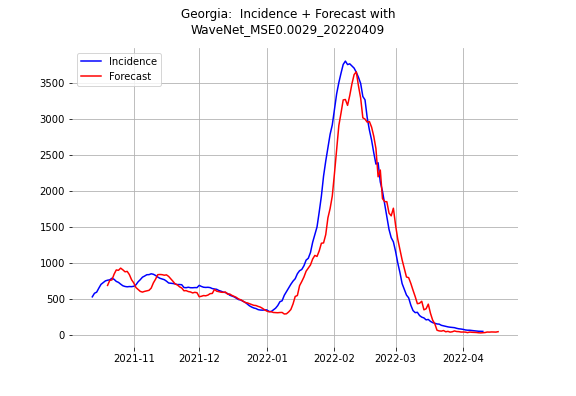 Georgia:  Incidence + Forecast with
WaveNet_MSE0.0029_20220409
Incidence
Forecast
3500
3000
2500
2000
1500
1000
500
0
2021-11 2021-12 2022-01 2022-02 2022-03 2022-04